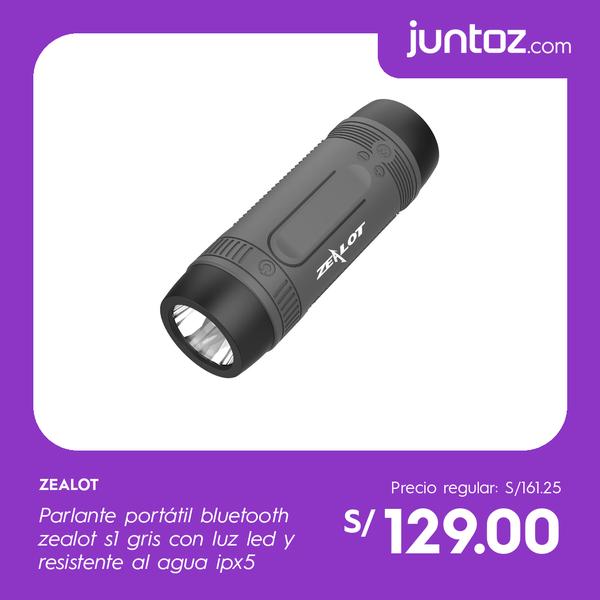 juntoz.com
ZEALOT
ZEALOT
Parlante portátil bluetooth
zealot s1 gris con luz led y
resistente al agua ipx5
Precio regular: S/161.25
S/129.00